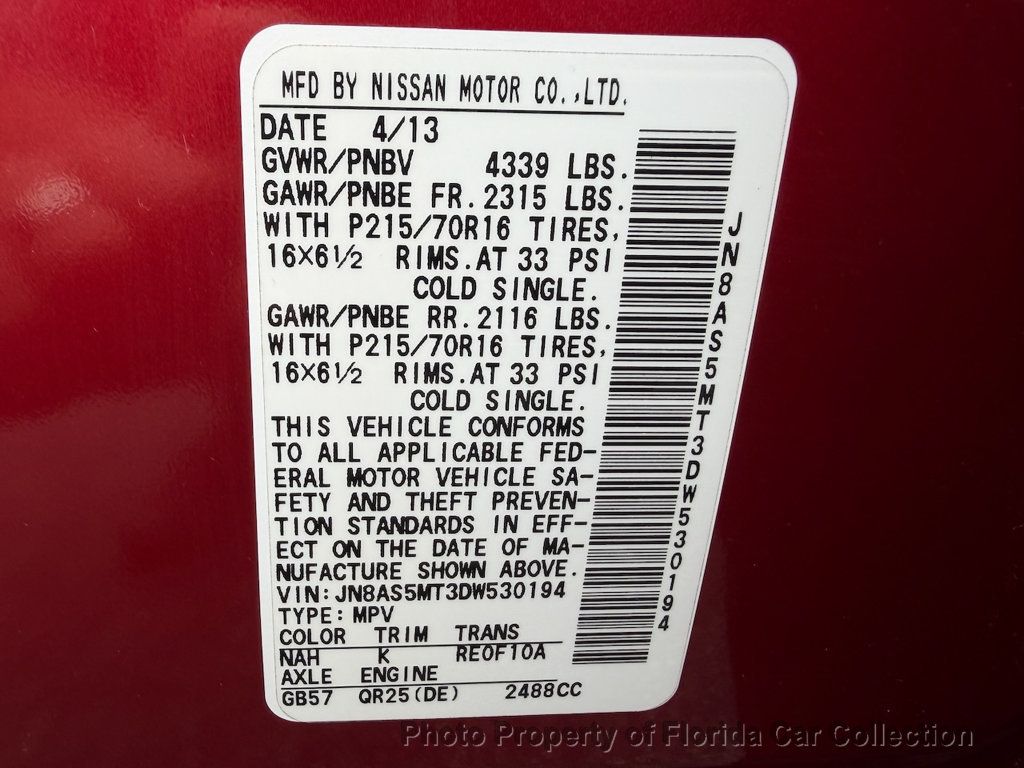 MFD BY NISSAN MOTOR CO.,LTD.
DATE 4/13
GVWR/PNBV 4339 LBS.
GAWR/PNBE FR.2315 LBS.
WITH P215/70R16 TIRES,
16×6½ RIMS.AT 33 PSI
COLD SINGLE.
GAWR/PNBE RR.2116 LBS.
WITH P215/70R16 TIRES,
16×6½ RIMS.AT 33 PSI
COLD SINGLE.
THIS VEHICLE CONFORMS
TO ALL APPLICABLE FED-
ERAL MOTOR VEHICLE SA-
FETY AND THEFT PREVEN-
TION STANDARDS IN EFF-
ECT ON THE DATE OF MA-
NUFACTURE SHOWN ABOVE.
VIN:JN8AS5MT3DW530194
TYPE:MPV
COLOR TRIM TRANS
NAH K RE0F10A
AXLE ENGINE
GB57 QR25(DE) 2488CC
JN8AS5MT3DW530194
Photo Property of Florida Car Collection